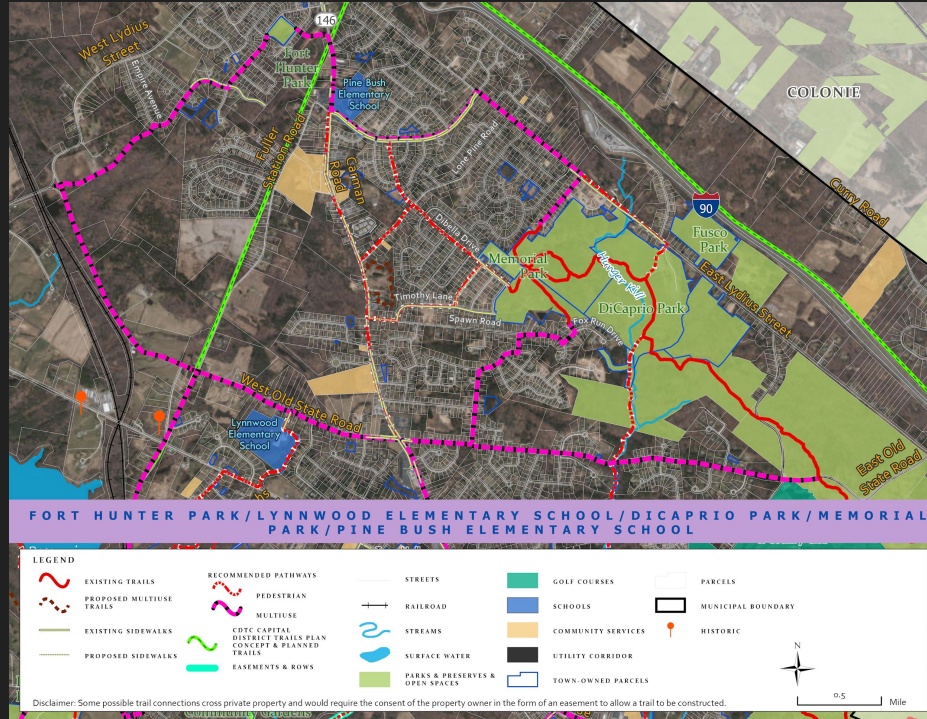 146
West Lydius
Street
Fort
Hunter
Park
Empire Avenue
Pine Bush
Elementary
School
COLONIE
Fuller
Station Road
Carman
Road
Lone Pine Road
Curry Road
90
Fusco
Park
Dibella Drive
Memorial
Park
Hunger Kill
East Lydius Street
Timothy Lane
DiCaprio Park
Spawn Road
Fox Run Drive
West Old State Road
Lynnwood
Elementary
School
East Old
State Road
FORT HUNTER PARK/LYNNWOOD ELEMENTARY SCHOOL/DICAPRIO PARK/MEMORIAL
PARK/PINE BUSH ELEMENTARY SCHOOL
LEGEND
EXISTING TRAILS
PROPOSED MULTIUSE
TRAILS
EXISTING SIDEWALKS
PROPOSED SIDEWALKS
RECOMMENDED PATHWAYS
PEDESTRIAN
MULTIUSE
CDTC CAPITAL
DISTRICT TRAILS PLAN
CONCEPT & PLANNED
TRAILS
EASEMENTS & ROWS
STREETS
RAILROAD
STREAMS
SURFACE WATER
PARKS & PRESERVES &
OPEN SPACES
GOLF COURSES
SCHOOLS
COMMUNITY SERVICES
UTILITY CORRIDOR
TOWN-OWNED PARCELS
PARCELS
MUNICIPAL BOUNDARY
HISTORIC
N
0.5
Mile
Disclaimer: Some possible trail connections cross private property and would require the consent of the property owner in the form of an easement to allow a trail to be constructed.
Community Gardens